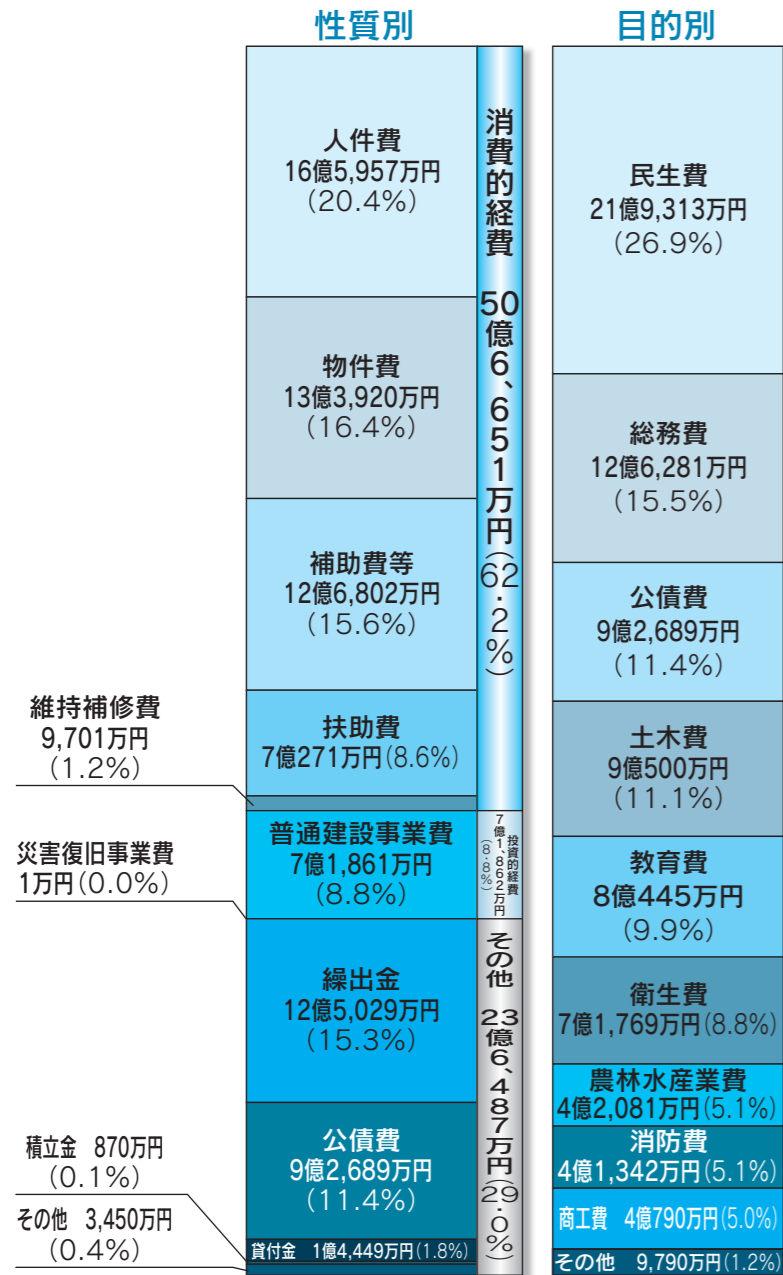 性質別
人件費
16億5,957万円
(20.4%)
物件費
13億3,920万円
(16.4%)
補助費等
12億6,802万円
(15.6%)
扶助費
7億271万円(8.6%)
維持補修費
9,701万円
(1.2%)
普通建設事業費
7億1,861万円
(8.8%)
災害復旧事業費
1万円(0.0%)
繰出金
12億5,029万円
(15.3%)
公債費
9億2,689万円
(11.4%)
積立金 870万円
(0.1%)
貸付金 1億4,449万円(1.8%)
その他 3,450万円
(0.4%)
消費的経費 50億6,651万円(62.2%)
投資的経費
7億1,862万円
(8.8%)
その他 23億6,487万円(29.0%)
目的別
民生費
21億9,313万円
(26.9%)
総務費
12億6,281万円
(15.5%)
公債費
9億2,689万円
(11.4%)
土木費
9億500万円
(11.1%)
教育費
8億445万円
(9.9%)
衛生費
7億1,769万円(8.8%)
農林水産業費
4億2,081万円(5.1%)
消防費
4億1,342万円(5.1%)
商工費 4億790万円(5.0%)
その他 9,790万円(1.2%)